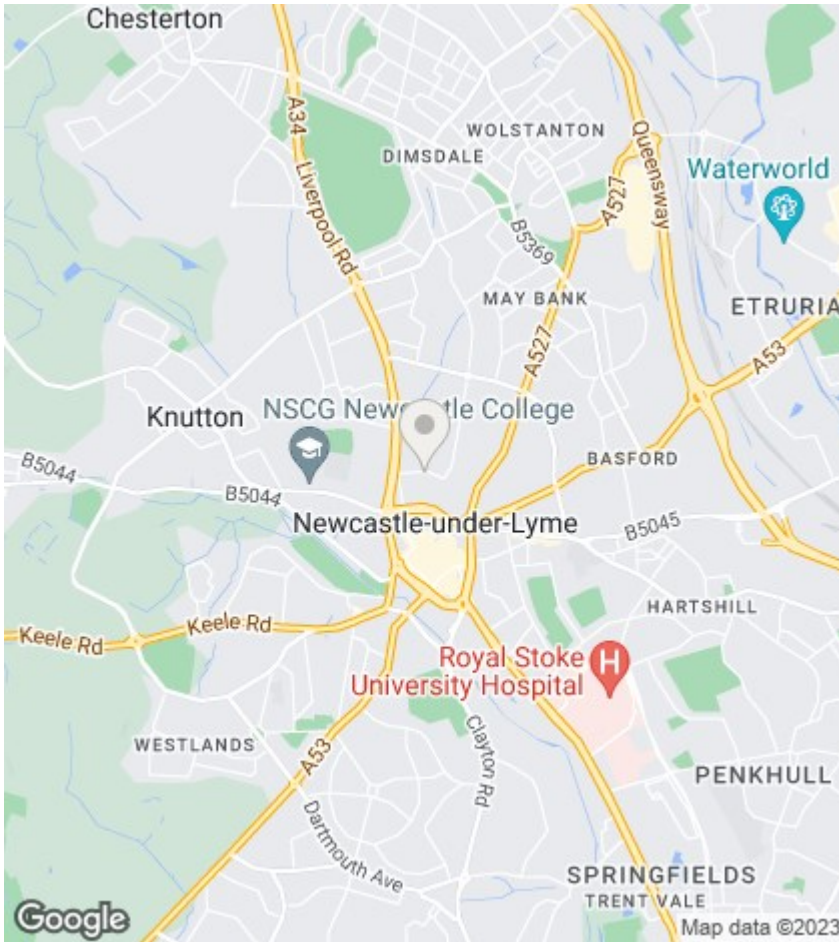 Chesterton
A34
Liverpool Rd
WOLSTANTON
DIMSDALE
Queensway
A527
Waterworld
B5369
MAY BANK
ETRURIA
A527
A53
Knutton
NSCG Newcastle College
BASFORD
B5044
B5044
Newcastle-under-Lyme
B5045
HARTSHILL
Keele Rd
Keele Rd
Royal Stoke
University Hospital
H
WESTLANDS
A53
Clayton Rd
PENKHULL
Dartmouth Ave
SPRINGFIELDS
TRENT VALE
Google
Map data ©2023